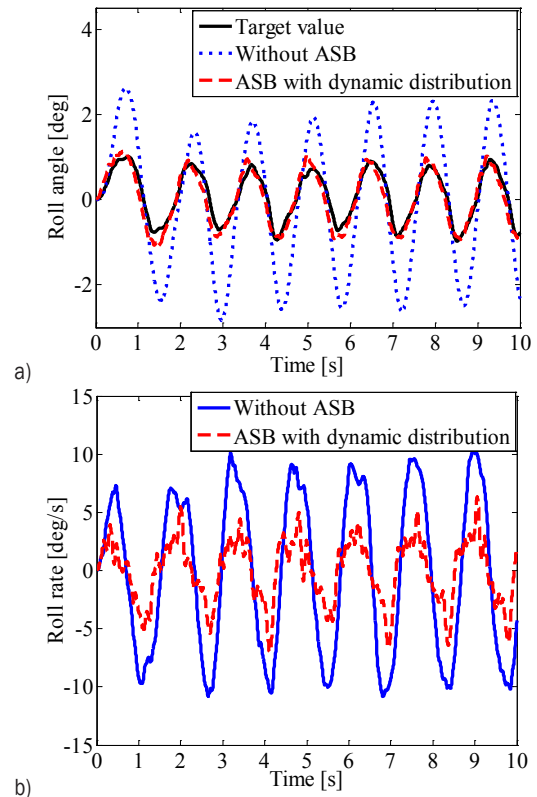 Target value
Without ASB
ASB with dynamic distribution
4
2
0
-2
Roll angle [deg]
0 1 2 3 4 5 6 7 8 9 10
Time [s]
a)
Without ASB
ASB with dynamic distribution
15
10
5
0
-5
-10
-15
Roll rate [deg/s]
0 1 2 3 4 5 6 7 8 9 10
Time [s]
b)